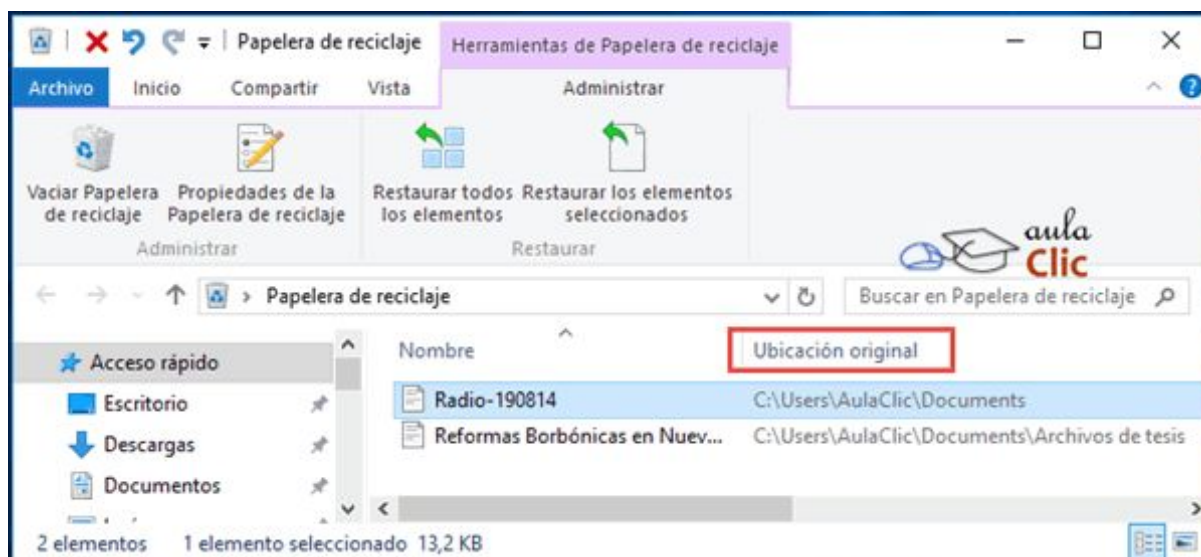 Papelera de reciclaje
Herramientas de Papelera de reciclaje
Archivo Inicio Compartir Vista Administrar
Vaciar Papelera de reciclaje
Propiedades de la Papelera de reciclaje
Restaurar todos los elementos
Restaurar los elementos seleccionados
Administrar
Restaurar
aula
Clic
Papelera de reciclaje
Buscar en Papelera de reciclaje
Acceso rápido
Escritorio
Descargas
Documentos
Nombre Ubicación original
Radio-190814 C:\Users\AulaClic\Documents
Reformas Borbónicas en Nuev... C:\Users\AulaClic\Documents\Archivos de tesis
2 elementos 1 elemento seleccionado 13,2 KB